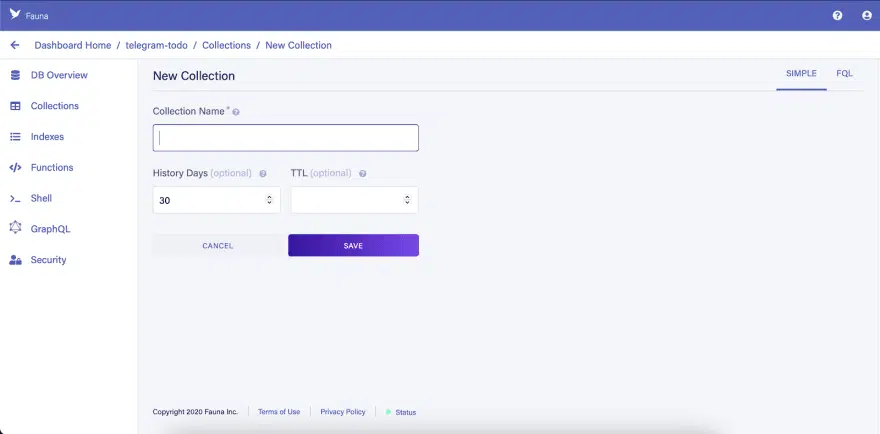 Fauna
Dashboard Home / telegram-todo / Collections / New Collection
DB Overview
Collections
Indexes
Functions
Shell
GraphQL
Security
New Collection
SIMPLE FQL
Collection Name *
History Days (optional) TTL (optional)
30
CANCEL SAVE
Copyright 2020 Fauna Inc. Terms of Use Privacy Policy Status